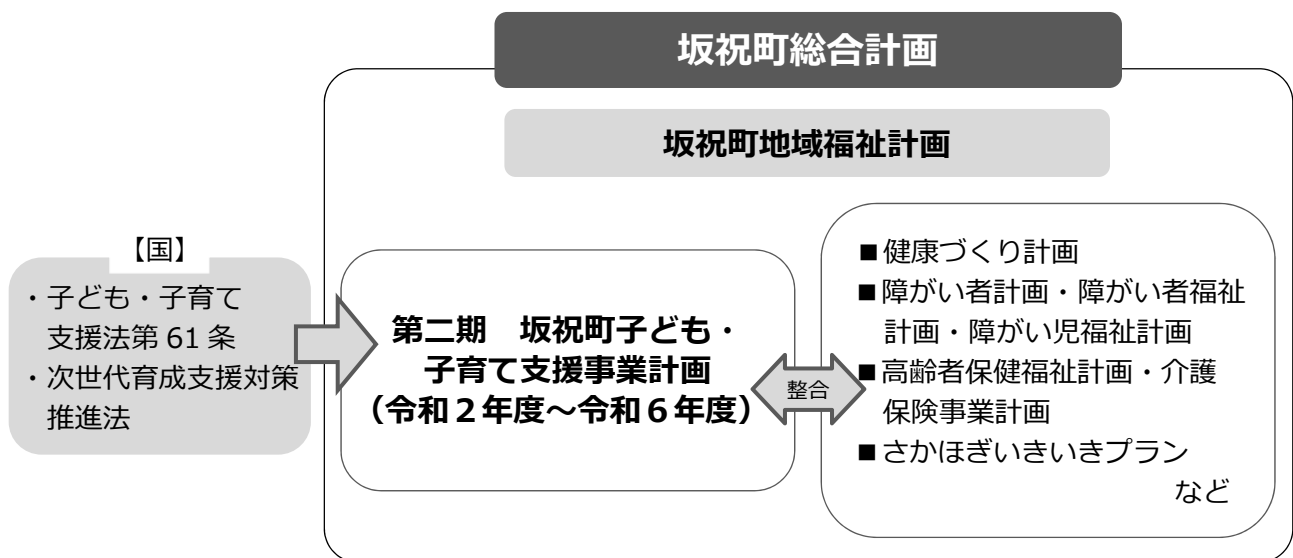 坂祝町総合計画
坂祝町地域福祉計画
【国】
・子ども・子育て
支援法第 61 条
・次世代育成支援対策
推進法
第二期　坂祝町子ども・
子育て支援事業計画
（令和２年度～令和６年度）
整合
■健康づくり計画
■障がい者計画・障がい者福祉
計画・障がい児福祉計画
■高齢者保健福祉計画・介護
保険事業計画
■さかほぎいきいきプラン
など